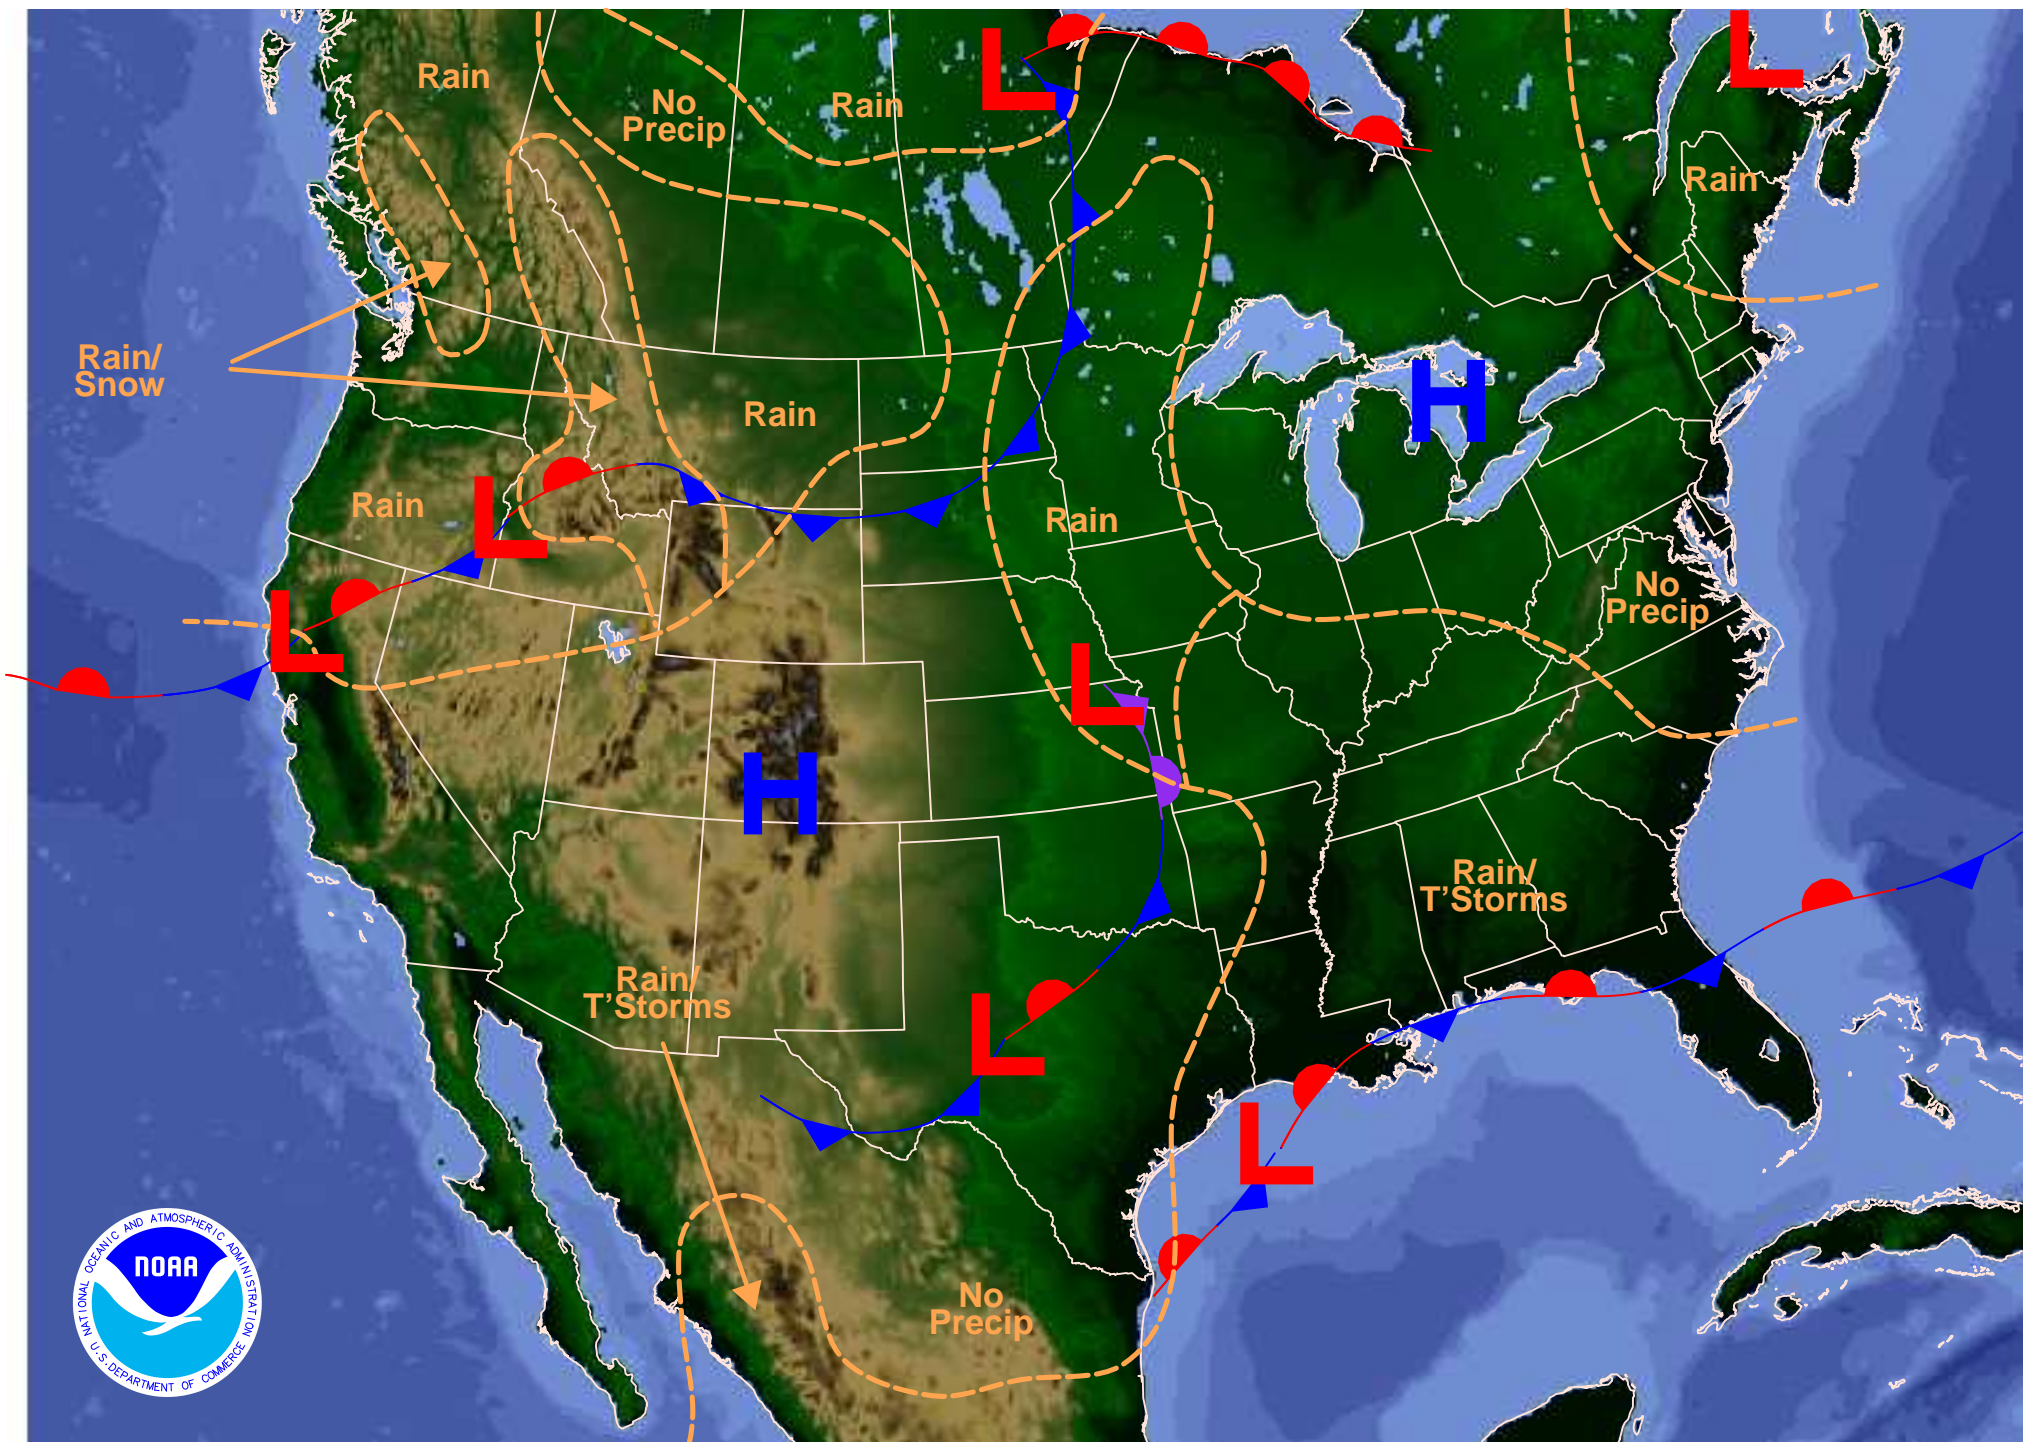 Rain
No
Precip
Rain
L
L
Rain
Rain/
Snow
H
Rain
L
Rain
Rain
No
Precip
L
L
H
Rain/
T'Storms
Rain/
T'Storms
L
L
No
Precip
NATIONAL OCEANIC AND ATMOSPHERIC ADMINISTRATION
NOAA
U.S. DEPARTMENT OF COMMERCE